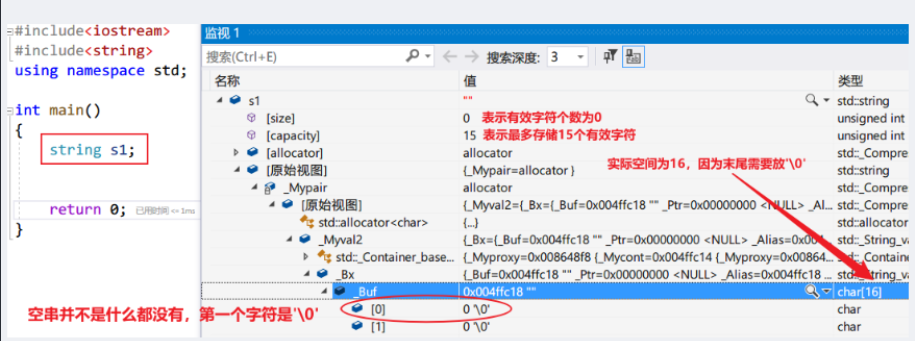 #include<iostream>
#include<string>
using namespace std;
int main()
{
string s1;
return 0; 已用时间 <= 1ms
}
空串并不是什么都没有，第一个字符是'\0'
监视 1
搜索(Ctrl+E) 搜索深度: 3
名称 值 类型
s1 "" std::string
[size] 0 表示有效字符个数为0 unsigned int
[capacity] 15 表示最多存储15个有效字符 unsigned int
[allocator] allocator std::_Compre
实际空间为16，因为末尾需要放'\0'
[原始视图] {_Mypair=allocator } std::string
_Mypair allocator std::_Compre
[原始视图] {_Myval2={_Bx={_Buf=0x004ffc18 "" _Ptr=0x00000000 <NULL> _Al... std::_Compre
std::allocator<char> {...} std::allocator
_Myval2 {_Bx={_Buf=0x004ffc18 "" _Ptr=0x00000000 <NULL> _Alias=0x004... std::_String_va
std::_Container_base... {_Myproxy=0x008648f8 {_Mycont=0x004ffc14 {_Myproxy=0x00864... std::_Contain
_Bx {_Buf=0x004ffc18 "" _Ptr=0x00000000 <NULL> _Alias=0x004ffc18 ... std::_String_va
_Buf 0x004ffc18 "" char[16]
[0] 0 '\0' char
[1] 0 '\0' char